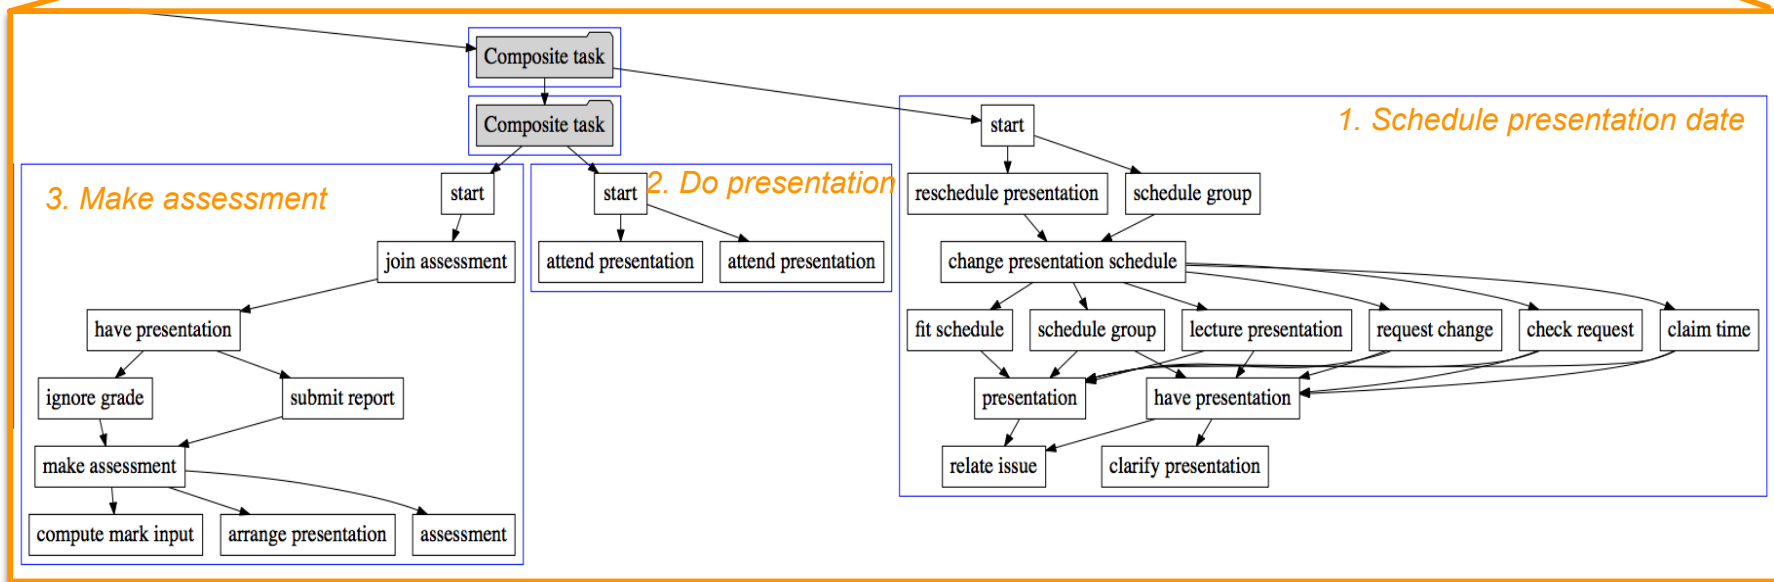 Composite task
Composite task
start
1. Schedule presentation date
3. Make assessment
start
start
2. Do presentation
reschedule presentation
schedule group
join assessment
attend presentation
attend presentation
change presentation schedule
have presentation
fit schedule
schedule group
lecture presentation
request change
check request
claim time
ignore grade
submit report
presentation
have presentation
make assessment
relate issue
clarify presentation
compute mark input
arrange presentation
assessment